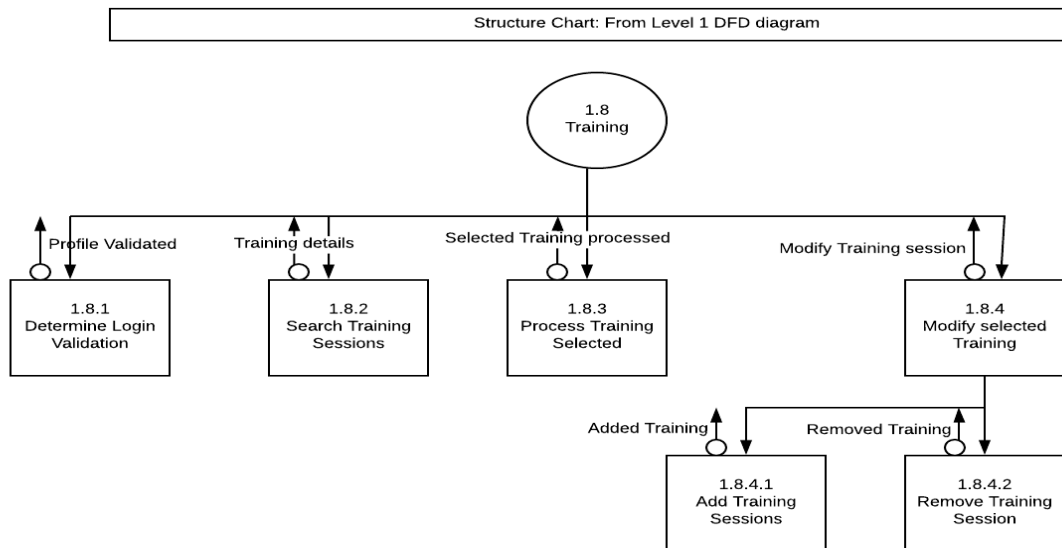 Structure Chart: From Level 1 DFD diagram
1.8
Training
Profile Validated
Training details
Selected Training processed
Modify Training session
1.8.1
Determine Login
Validation
1.8.2
Search Training
Sessions
1.8.3
Process Training
Selected
1.8.4
Modify selected
Training
Added Training
Removed Training
1.8.4.1
Add Training
Sessions
1.8.4.2
Remove Training
Session